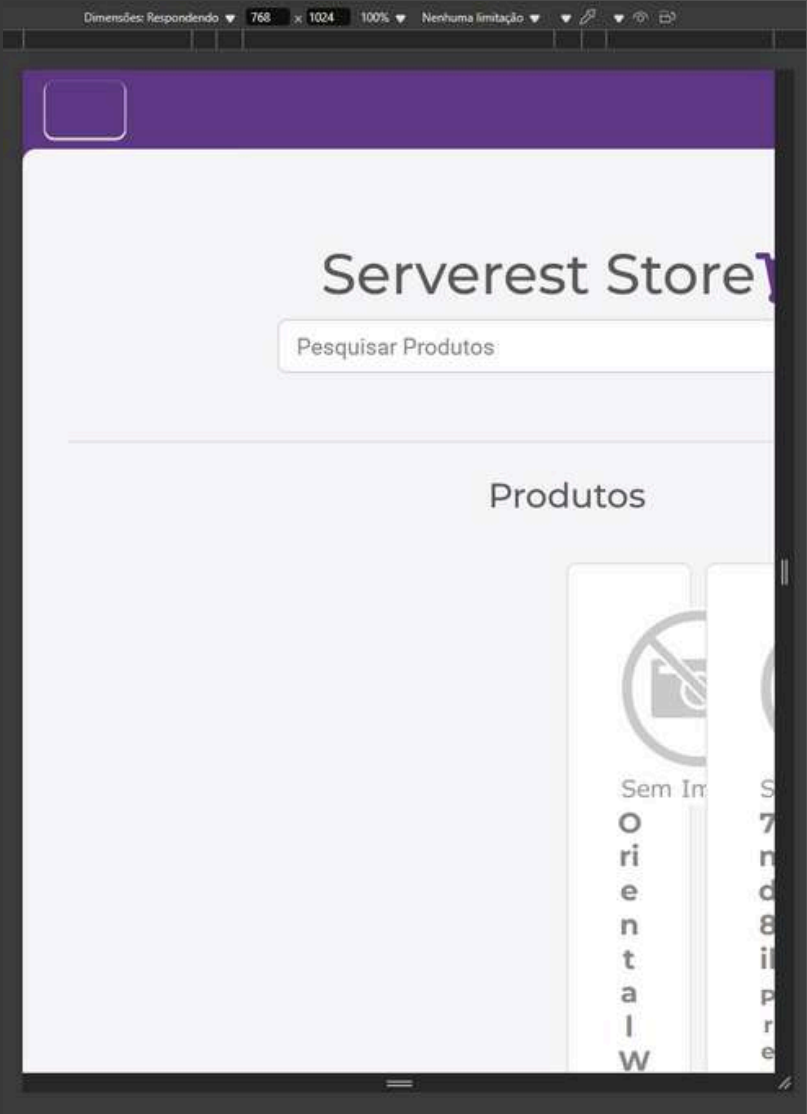 Dimensões: Respondendo ▼ 768 × 1024 100% ▼ Nenhuma limitação ▼
Serverest Store
Pesquisar Produtos
Produtos
Sem Im
S
O
ri
e
n
t
a
l
W
7
n
d
8
il
P
r
e